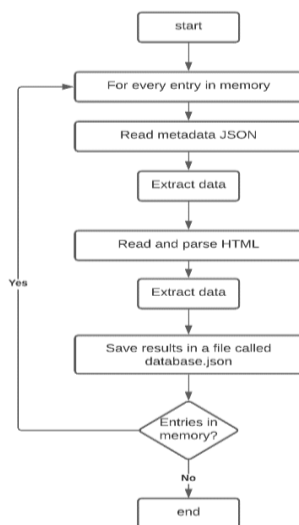 start
For every entry in memory
Read metadata JSON
Extract data
Read and parse HTML
Extract data
Yes
Save results in a file called
database.json
Entries in
memory?
No
end